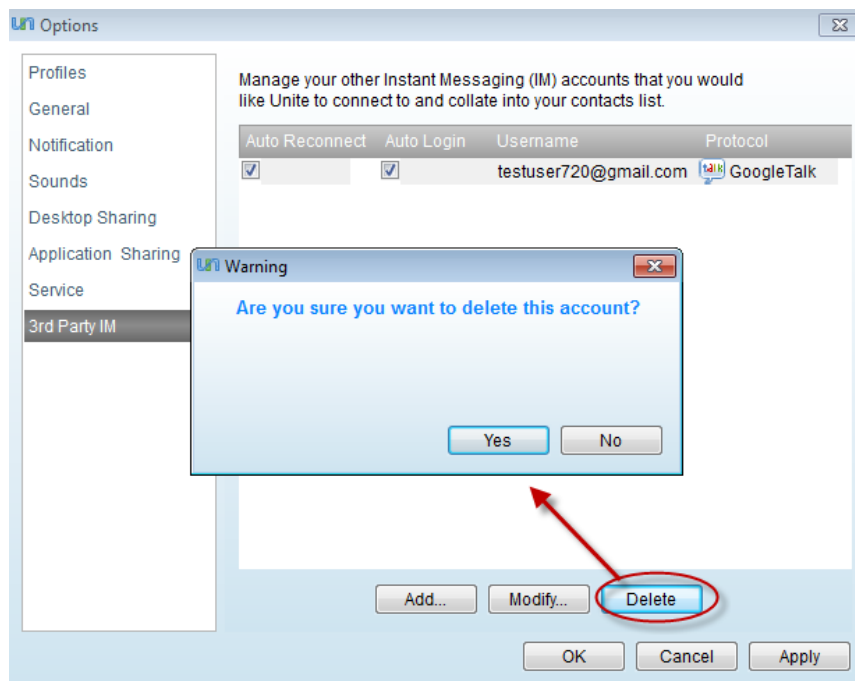 Options
Profiles
General
Notification
Sounds
Desktop Sharing
Application Sharing
Service
3rd Party IM
Manage your other Instant Messaging (IM) accounts that you would
like Unite to connect to and collate into your contacts list.
Auto Reconnect Auto Login Username Protocol
testuser720@gmail.com talk GoogleTalk
Warning
Are you sure you want to delete this account?
Yes No
Add... Modify... Delete
OK Cancel Apply